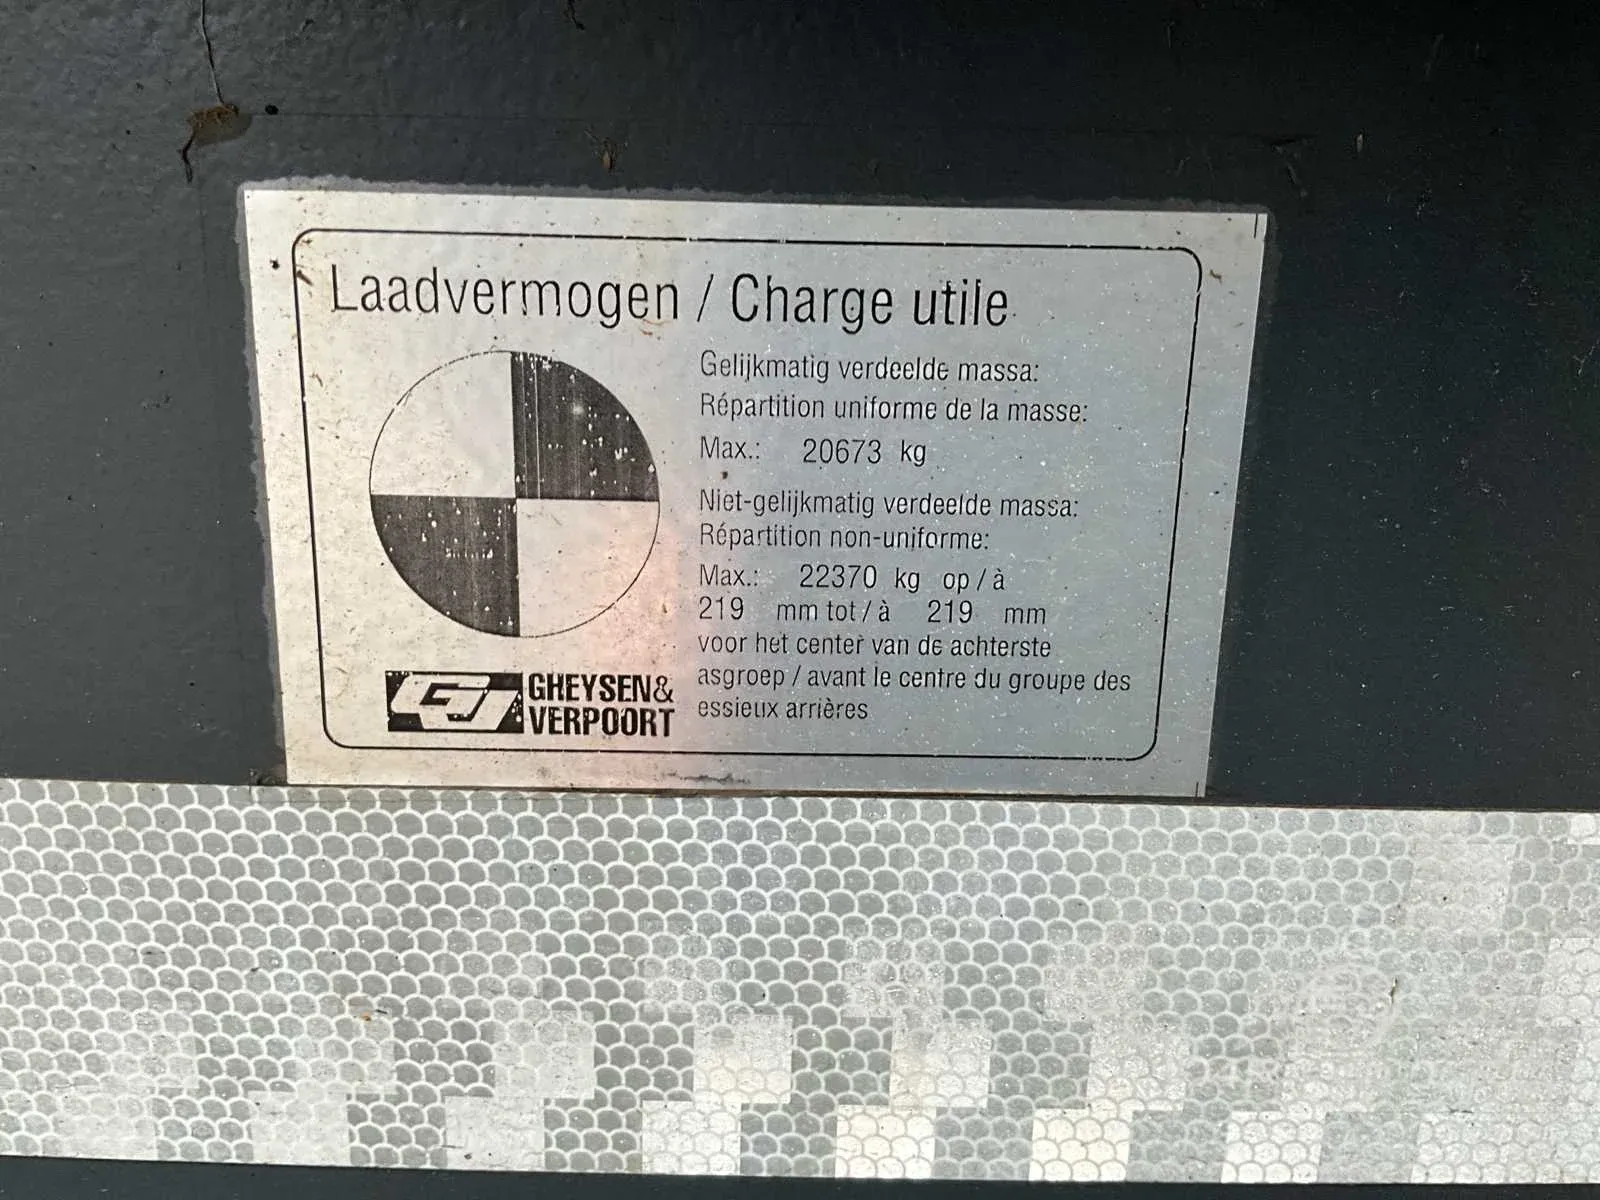 Laadvermogen / Charge utile
Gelijkmatig verdeelde massa:
Répartition uniforme de la masse:
Max.: 20673 kg
Niet-gelijkmatig verdeelde massa:
Répartition non-uniforme:
Max.: 22370 kg op / à
219 mm tot / à 219 mm
voor het center van de achterste
asgroep / avant le centre du groupe des
essieux arrières
GHEYSEN &
VERPOORT